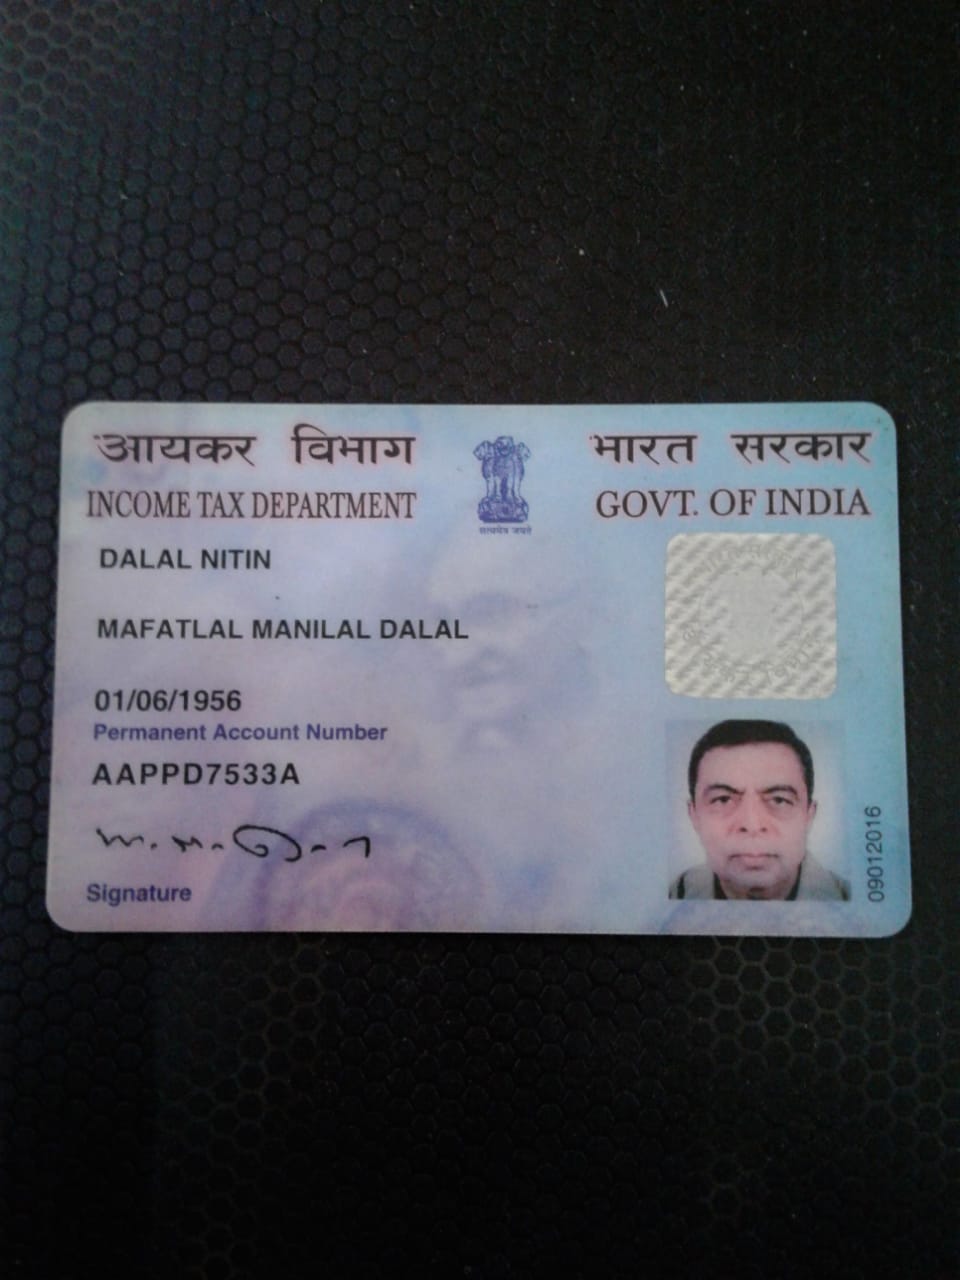 आयकर विभाग
INCOME TAX DEPARTMENT
सत्यमेव जयते
भारत सरकार
GOVT. OF INDIA
DALAL NITIN
MAFATLAL MANILAL DALAL
01/06/1956
Permanent Account Number
AAPPD7533A
Signature
09012016